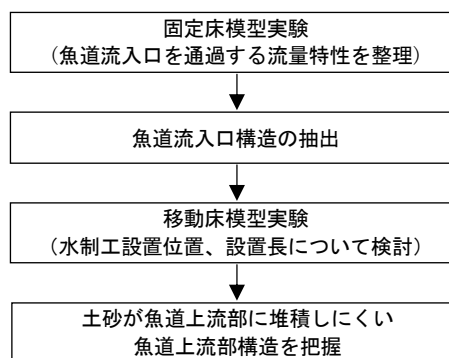 固定床模型実験
（魚道流入口を通過する流量特性を整理）
魚道流入口構造の抽出
移動床模型実験
（水制工設置位置、設置長について検討）
土砂が魚道上流部に堆積しにくい
魚道上流部構造を把握